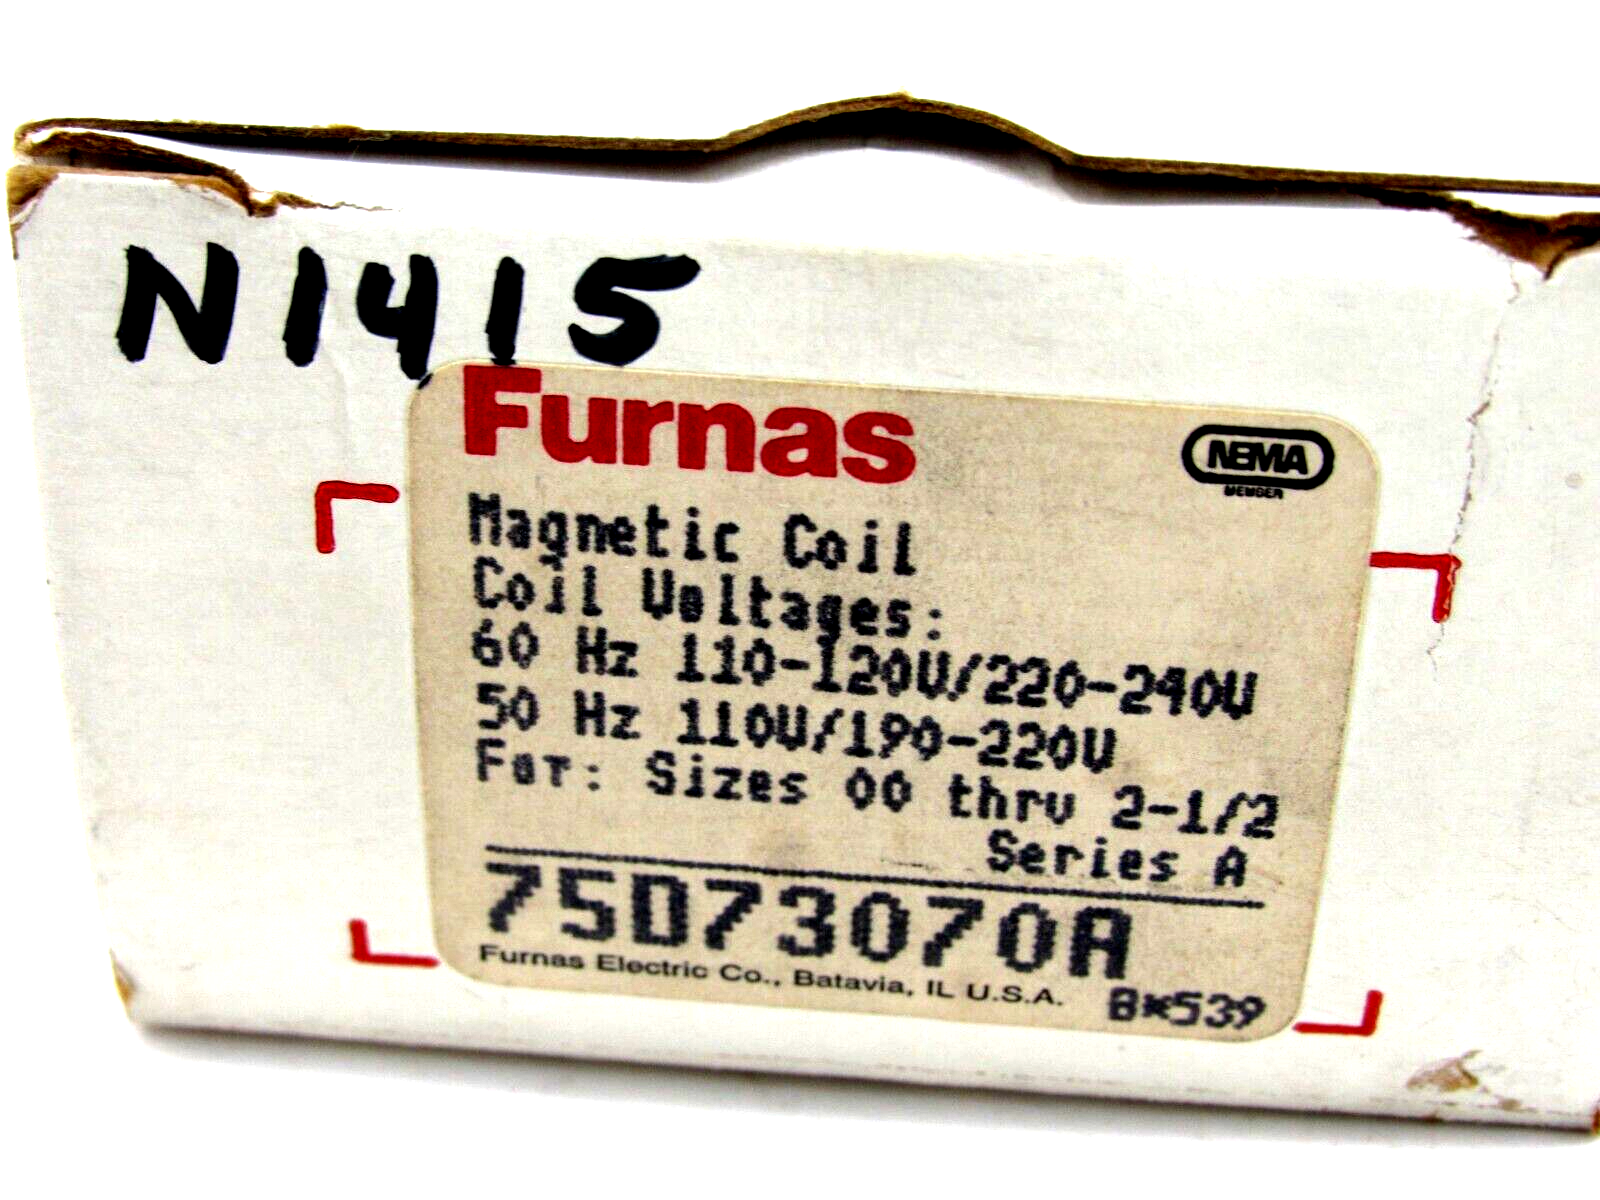 N1415
Furnas
NEMA
MEMBER
Magnetic Coil
Coil Voltages:
60 Hz 110-120V/220-240V
50 Hz 110V/190-220V
For: Sizes 00 thru 2-1/2
Series A
75D73070A
Furnas Electric Co., Batavia, IL U.S.A.
B*539